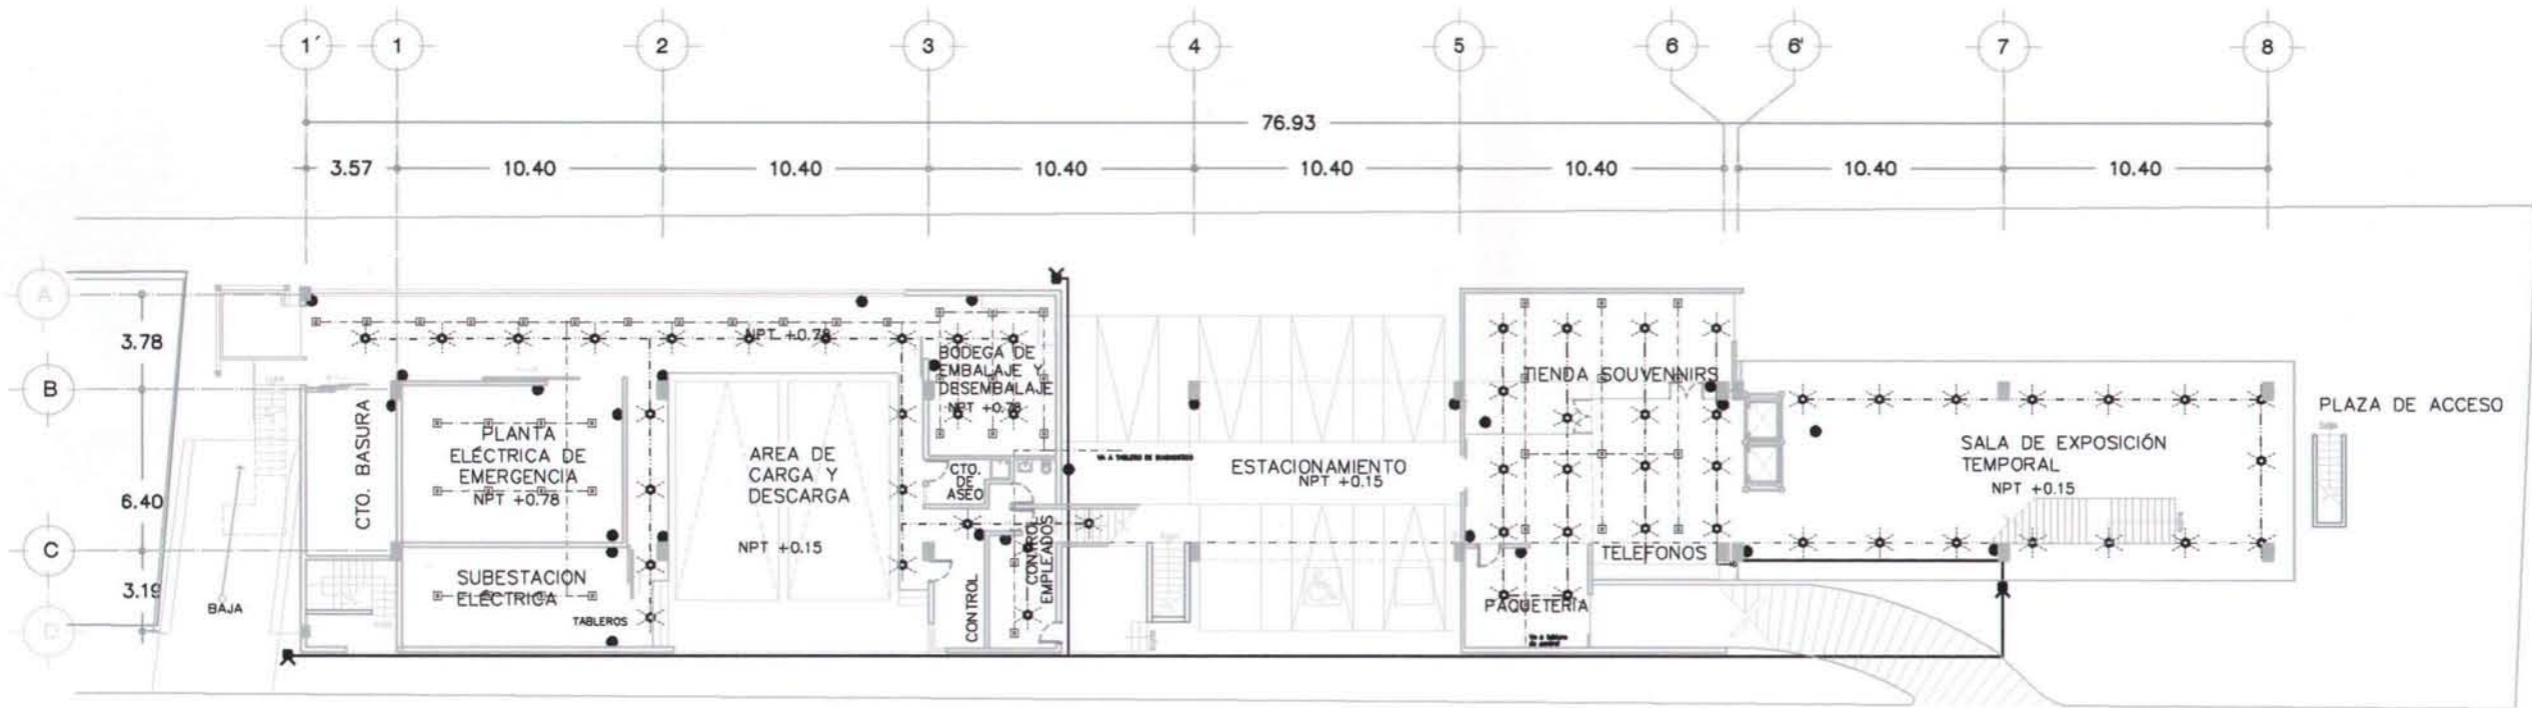 1´ 1 2 3 4 5 6 6' 7 8
76.93
3.57 10.40 10.40 10.40 10.40 10.40 10.40 10.40
A
3.78
B
6.40
C
3.19
D
BAJA
CTO. BASURA
PLANTA
ELÉCTRICA DE
EMERGENCIA
NPT +0.78
SUBESTACION
ELÉCTRICA
TABLEROS
NPT +0.78
AREA DE
CARGA Y
DESCARGA
NPT +0.15
BODEGA DE
EMBALAJE Y
DESEMBALAJE
NPT +0.78
CTO.
DE
ASEO
CONTROL
CONTROL
EMPLEADOS
ESTACIONAMIENTO
NPT +0.15
TIENDA SOUVENNIRS
TELEFONOS
PAQUETERIA
SALA DE EXPOSICIÓN
TEMPORAL
NPT +0.15
PLAZA DE ACCESO